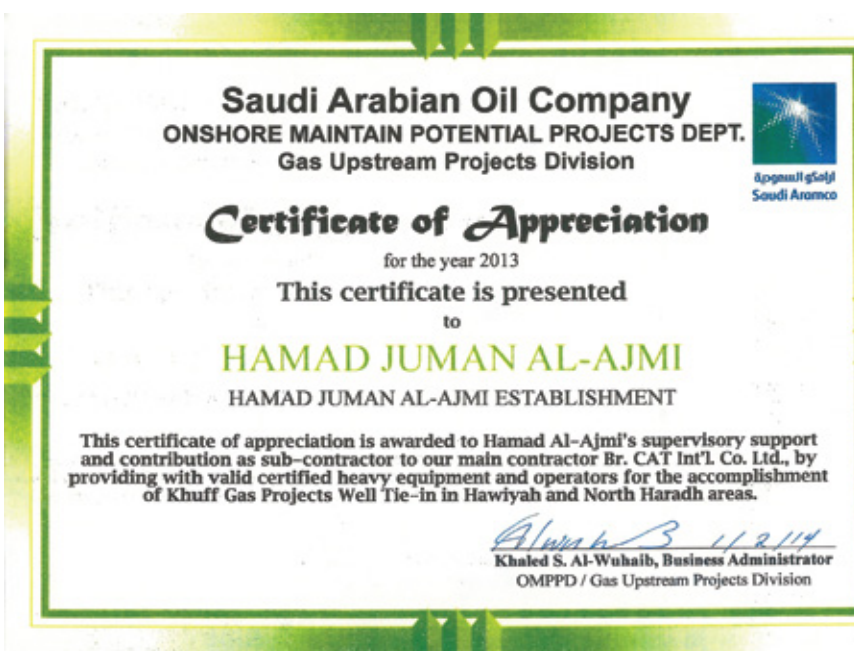 Saudi Arabian Oil Company
ONSHORE MAINTAIN POTENTIAL PROJECTS DEPT.
Gas Upstream Projects Division
أرامكو السعودية
Saudi Aramco
Certificate of Appreciation
for the year 2013
This certificate is presented
to
HAMAD JUMAN AL-AJMI
HAMAD JUMAN AL-AJMI ESTABLISHMENT
This certificate of appreciation is awarded to Hamad Al-Ajmi's supervisory support
and contribution as sub-contractor to our main contractor Br. CAT Int'l. Co. Ltd., by
providing with valid certified heavy equipment and operators for the accomplishment
of Khuff Gas Projects Well Tie-in in Hawiyah and North Haradh areas.
1/2/14
Khaled S. Al-Wuhaib, Business Administrator
OMPPD / Gas Upstream Projects Division